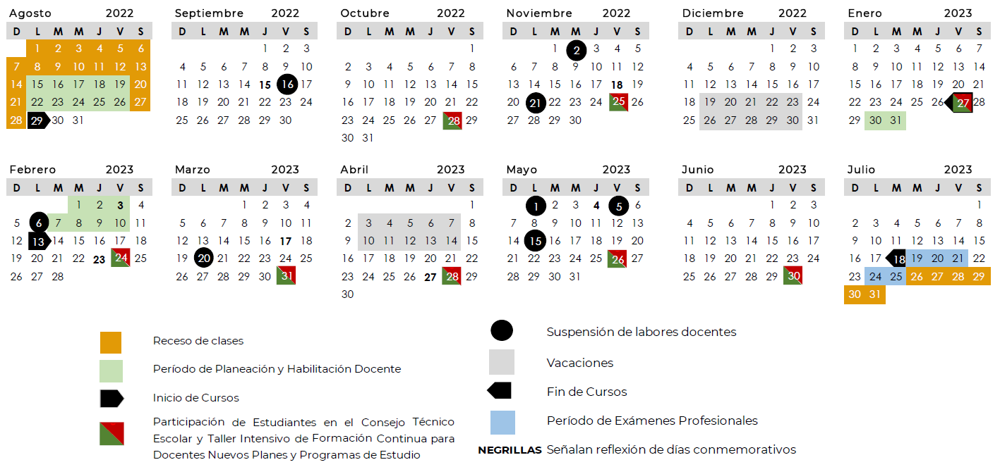 Agosto 2022
D L M M J V S
1 2 3 4 5 6
7 8 9 10 11 12 13
14 15 16 17 18 19 20
21 22 23 24 25 26 27
28 29 30 31
Septiembre 2022
D L M M J V S
1 2 3
4 5 6 7 8 9 10
11 12 13 14 15 16 17
18 19 20 21 22 23 24
25 26 27 28 29 30
Octubre 2022
D L M M J V S
1
2 3 4 5 6 7 8
9 10 11 12 13 14 15
16 17 18 19 20 21 22
23 24 25 26 27 28 29
30 31
Noviembre 2022
D L M M J V S
1 2 3 4 5
6 7 8 9 10 11 12
13 14 15 16 17 18 19
20 21 22 23 24 25 26
27 28 29 30
Diciembre 2022
D L M M J V S
1 2 3
4 5 6 7 8 9 10
11 12 13 14 15 16 17
18 19 20 21 22 23 24
25 26 27 28 29 30 31
Enero 2023
D L M M J V S
1 2 3 4 5 6 7
8 9 10 11 12 13 14
15 16 17 18 19 20 21
22 23 24 25 26 27 28
29 30 31
Febrero 2023
D L M M J V S
1 2 3 4
5 6 7 8 9 10 11
12 13 14 15 16 17 18
19 20 21 22 23 24 25
26 27 28
Marzo 2023
D L M M J V S
1 2 3 4
5 6 7 8 9 10 11
12 13 14 15 16 17 18
19 20 21 22 23 24 25
26 27 28 29 30 31
Abril 2023
D L M M J V S
1
2 3 4 5 6 7 8
9 10 11 12 13 14 15
16 17 18 19 20 21 22
23 24 25 26 27 28 29
30
Mayo 2023
D L M M J V S
1 2 3 4 5 6
7 8 9 10 11 12 13
14 15 16 17 18 19 20
21 22 23 24 25 26 27
28 29 30 31
Junio 2023
D L M M J V S
1 2 3
4 5 6 7 8 9 10
11 12 13 14 15 16 17
18 19 20 21 22 23 24
25 26 27 28 29 30
Julio 2023
D L M M J V S
1
2 3 4 5 6 7 8
9 10 11 12 13 14 15
16 17 18 19 20 21 22
23 24 25 26 27 28 29
30 31
Receso de clases
Período de Planeación y Habilitación Docente
Inicio de Cursos
Participación de Estudiantes en el Consejo Técnico
Escolar y Taller Intensivo de Formación Continua para
Docentes Nuevos Planes y Programas de Estudio
Suspensión de labores docentes
Vacaciones
Fin de Cursos
Período de Exámenes Profesionales
NEGRILLAS Señalan reflexión de días conmemorativos